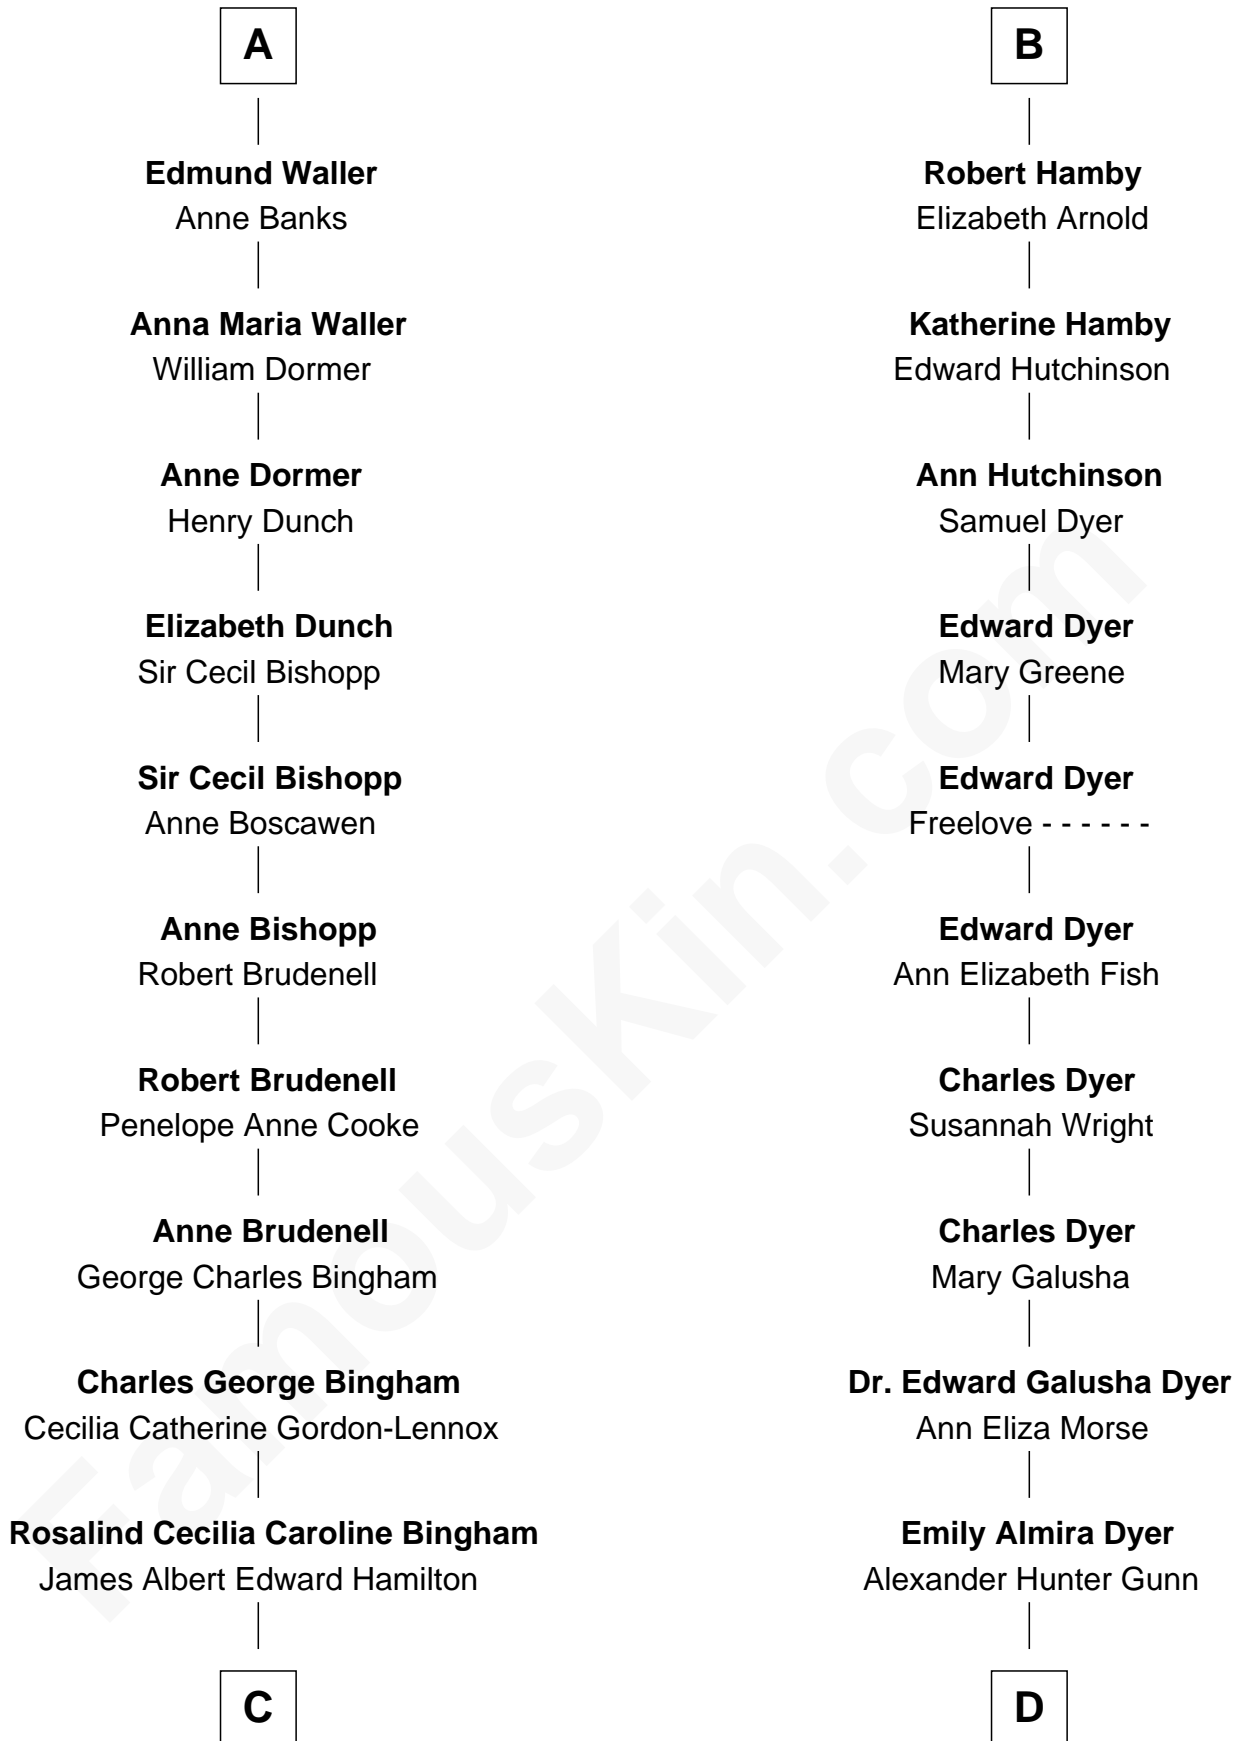 A
Edmund Waller
Anne Banks
Anna Maria Waller
William Dormer
Anne Dormer
Henry Dunch
Elizabeth Dunch
Sir Cecil Bishopp
Sir Cecil Bishopp
Anne Boscawen
Anne Bishopp
Robert Brudenell
Robert Brudenell
Penelope Anne Cooke
Anne Brudenell
George Charles Bingham
Charles George Bingham
Cecilia Catherine Gordon-Lennox
Rosalind Cecilia Caroline Bingham
James Albert Edward Hamilton
C
B
Robert Hamby
Elizabeth Arnold
Katherine Hamby
Edward Hutchinson
Ann Hutchinson
Samuel Dyer
Edward Dyer
Mary Greene
Edward Dyer
Freelove - - - - - -
Edward Dyer
Ann Elizabeth Fish
Charles Dyer
Susannah Wright
Charles Dyer
Mary Galusha
Dr. Edward Galusha Dyer
Ann Eliza Morse
Emily Almira Dyer
Alexander Hunter Gunn
D
FamousKin.com